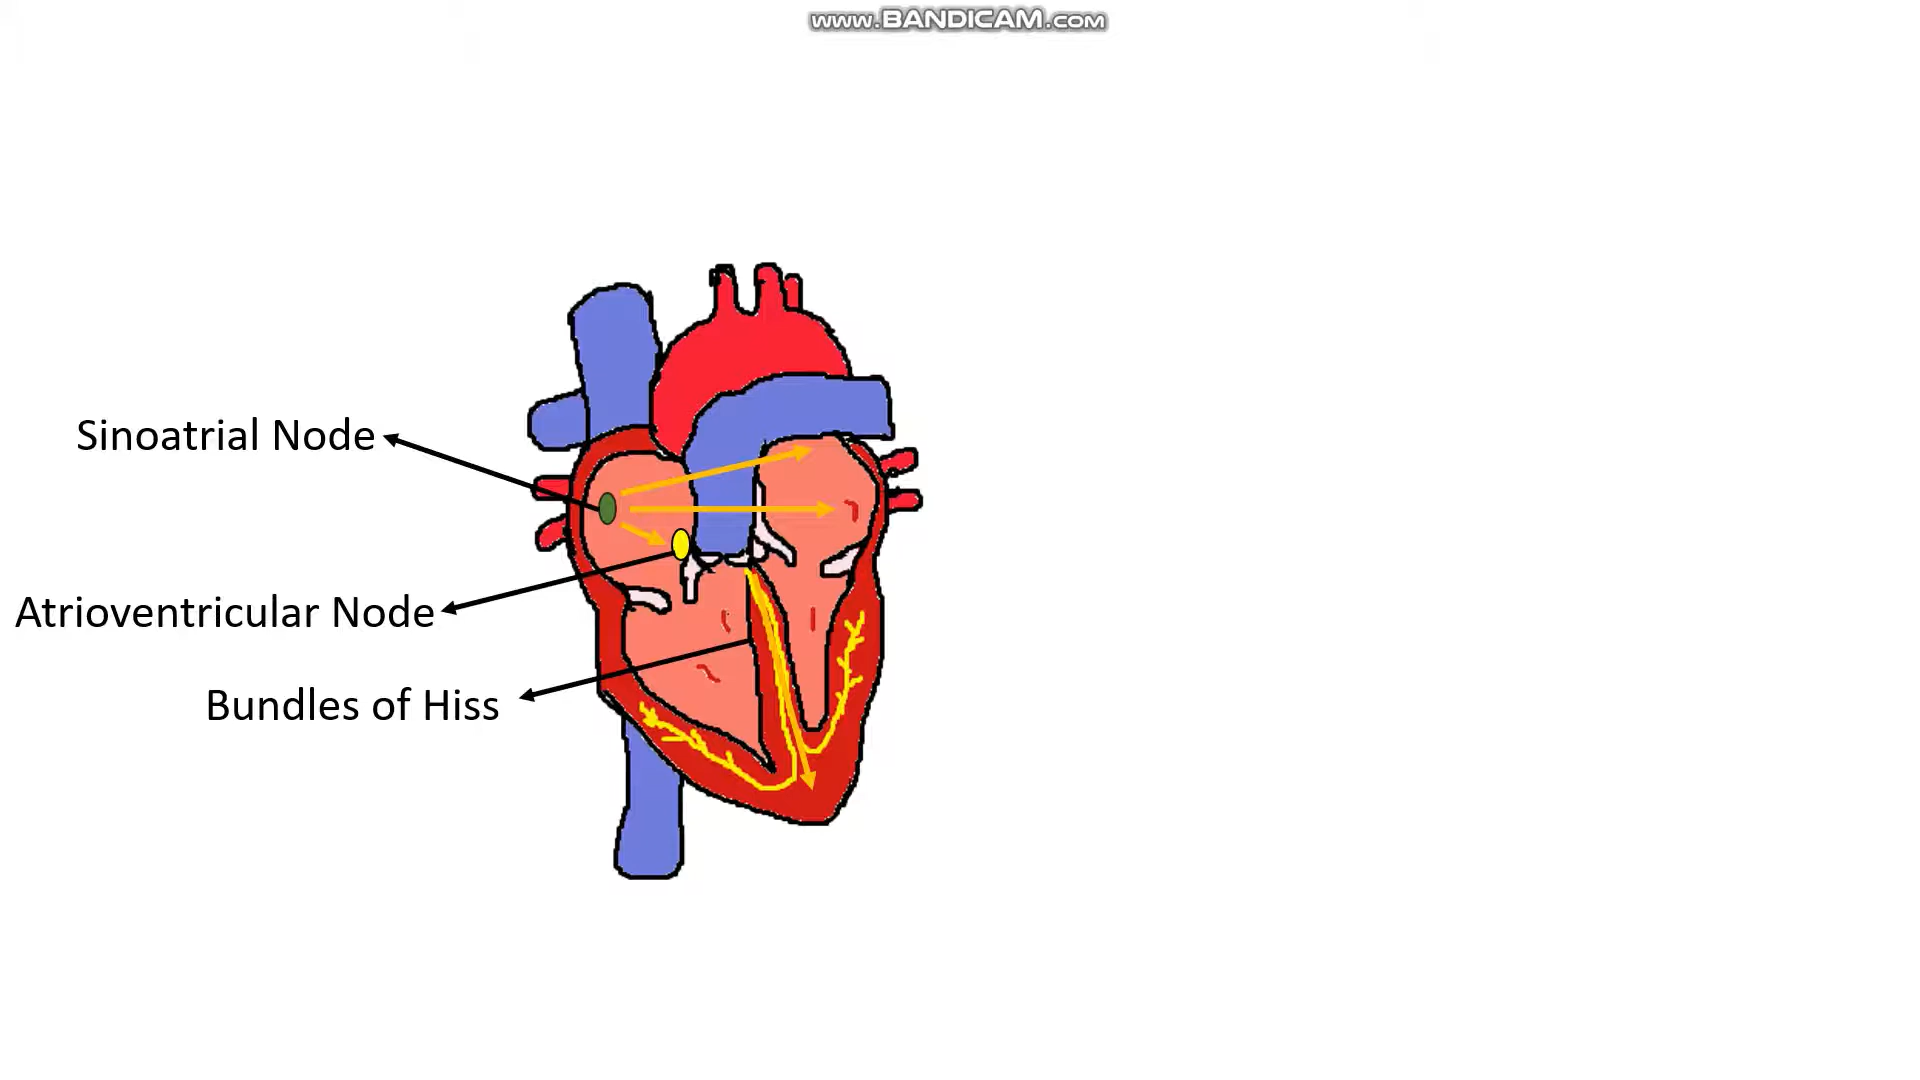 www.BANDICAM.com
Sinoatrial Node
Atrioventricular Node
Bundles of Hiss